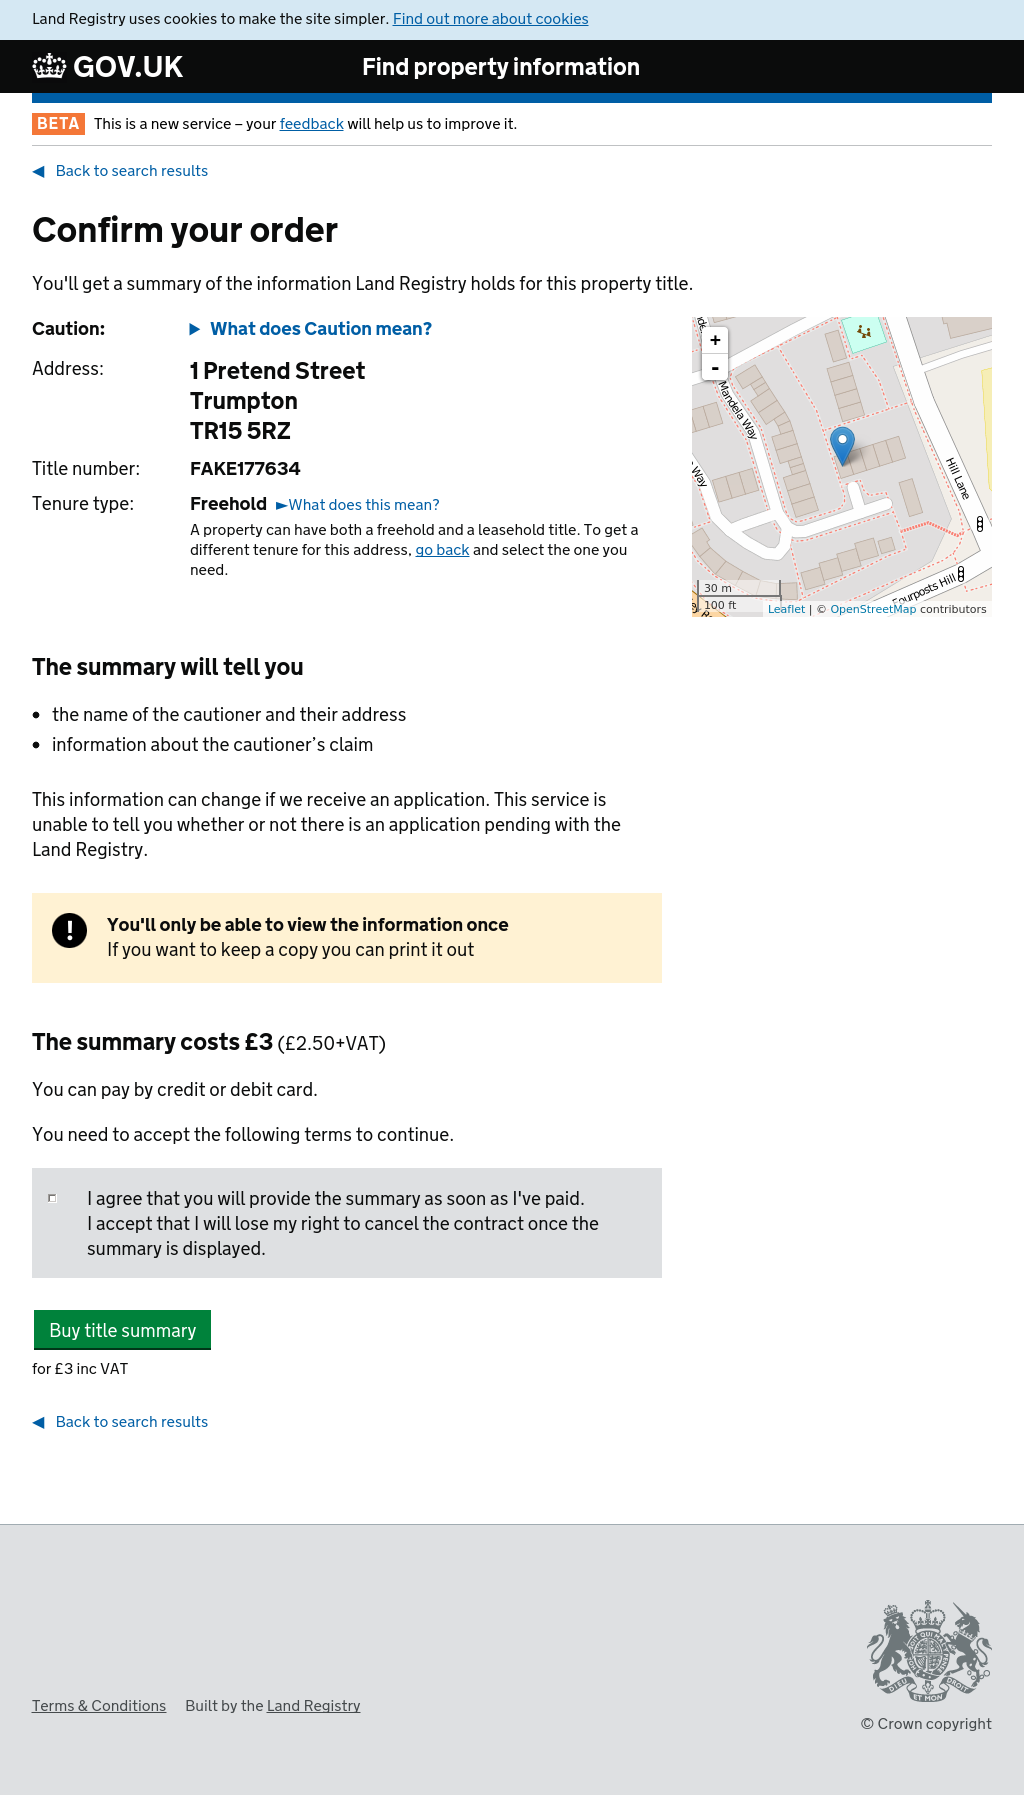 Land Registry uses cookies to make the site simpler. Find out more about cookies
GOV.UK
Find property information
BETA This is a new service – your feedback will help us to improve it.
◀ Back to search results
Confirm your order
You'll get a summary of the information Land Registry holds for this property title.
Caution: ▶ What does Caution mean?
Address: 1 Pretend Street
Trumpton
TR15 5RZ
Title number: FAKE177634
Tenure type: Freehold ►What does this mean?
A property can have both a freehold and a leasehold title. To get a
different tenure for this address, go back and select the one you
need.
+
-
Mandela Way
Way
Hill Lane
Fourposts Hill
30 m
100 ft
Leaflet | © OpenStreetMap contributors
The summary will tell you
• the name of the cautioner and their address
• information about the cautioner’s claim
This information can change if we receive an application. This service is
unable to tell you whether or not there is an application pending with the
Land Registry.
! You'll only be able to view the information once
If you want to keep a copy you can print it out
The summary costs £3 (£2.50+VAT)
You can pay by credit or debit card.
You need to accept the following terms to continue.
I agree that you will provide the summary as soon as I've paid.
I accept that I will lose my right to cancel the contract once the
summary is displayed.
Buy title summary
for £3 inc VAT
◀ Back to search results
DIEU ET MON DROIT
Terms & Conditions Built by the Land Registry
© Crown copyright